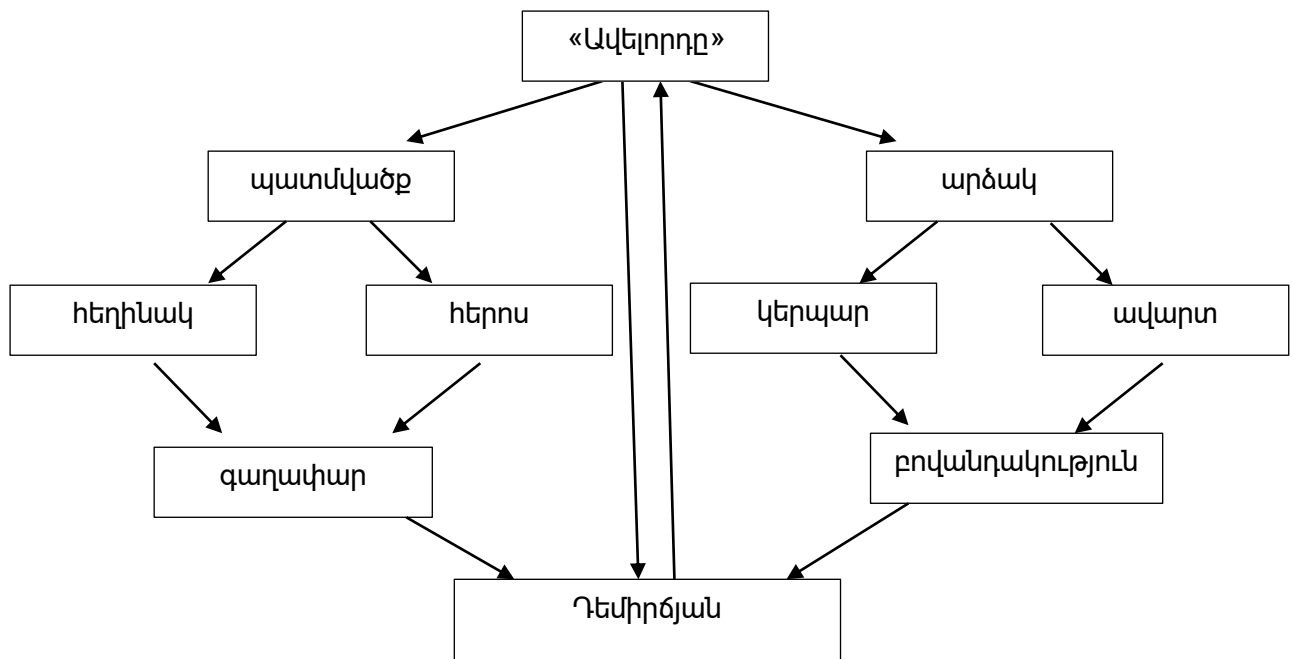 «Ավելորդը»
պատմվածք
արձակ
հեղինակ
հերոս
կերպար
ավարտ
գաղափար
բովանդակություն
Դեմիրճյան